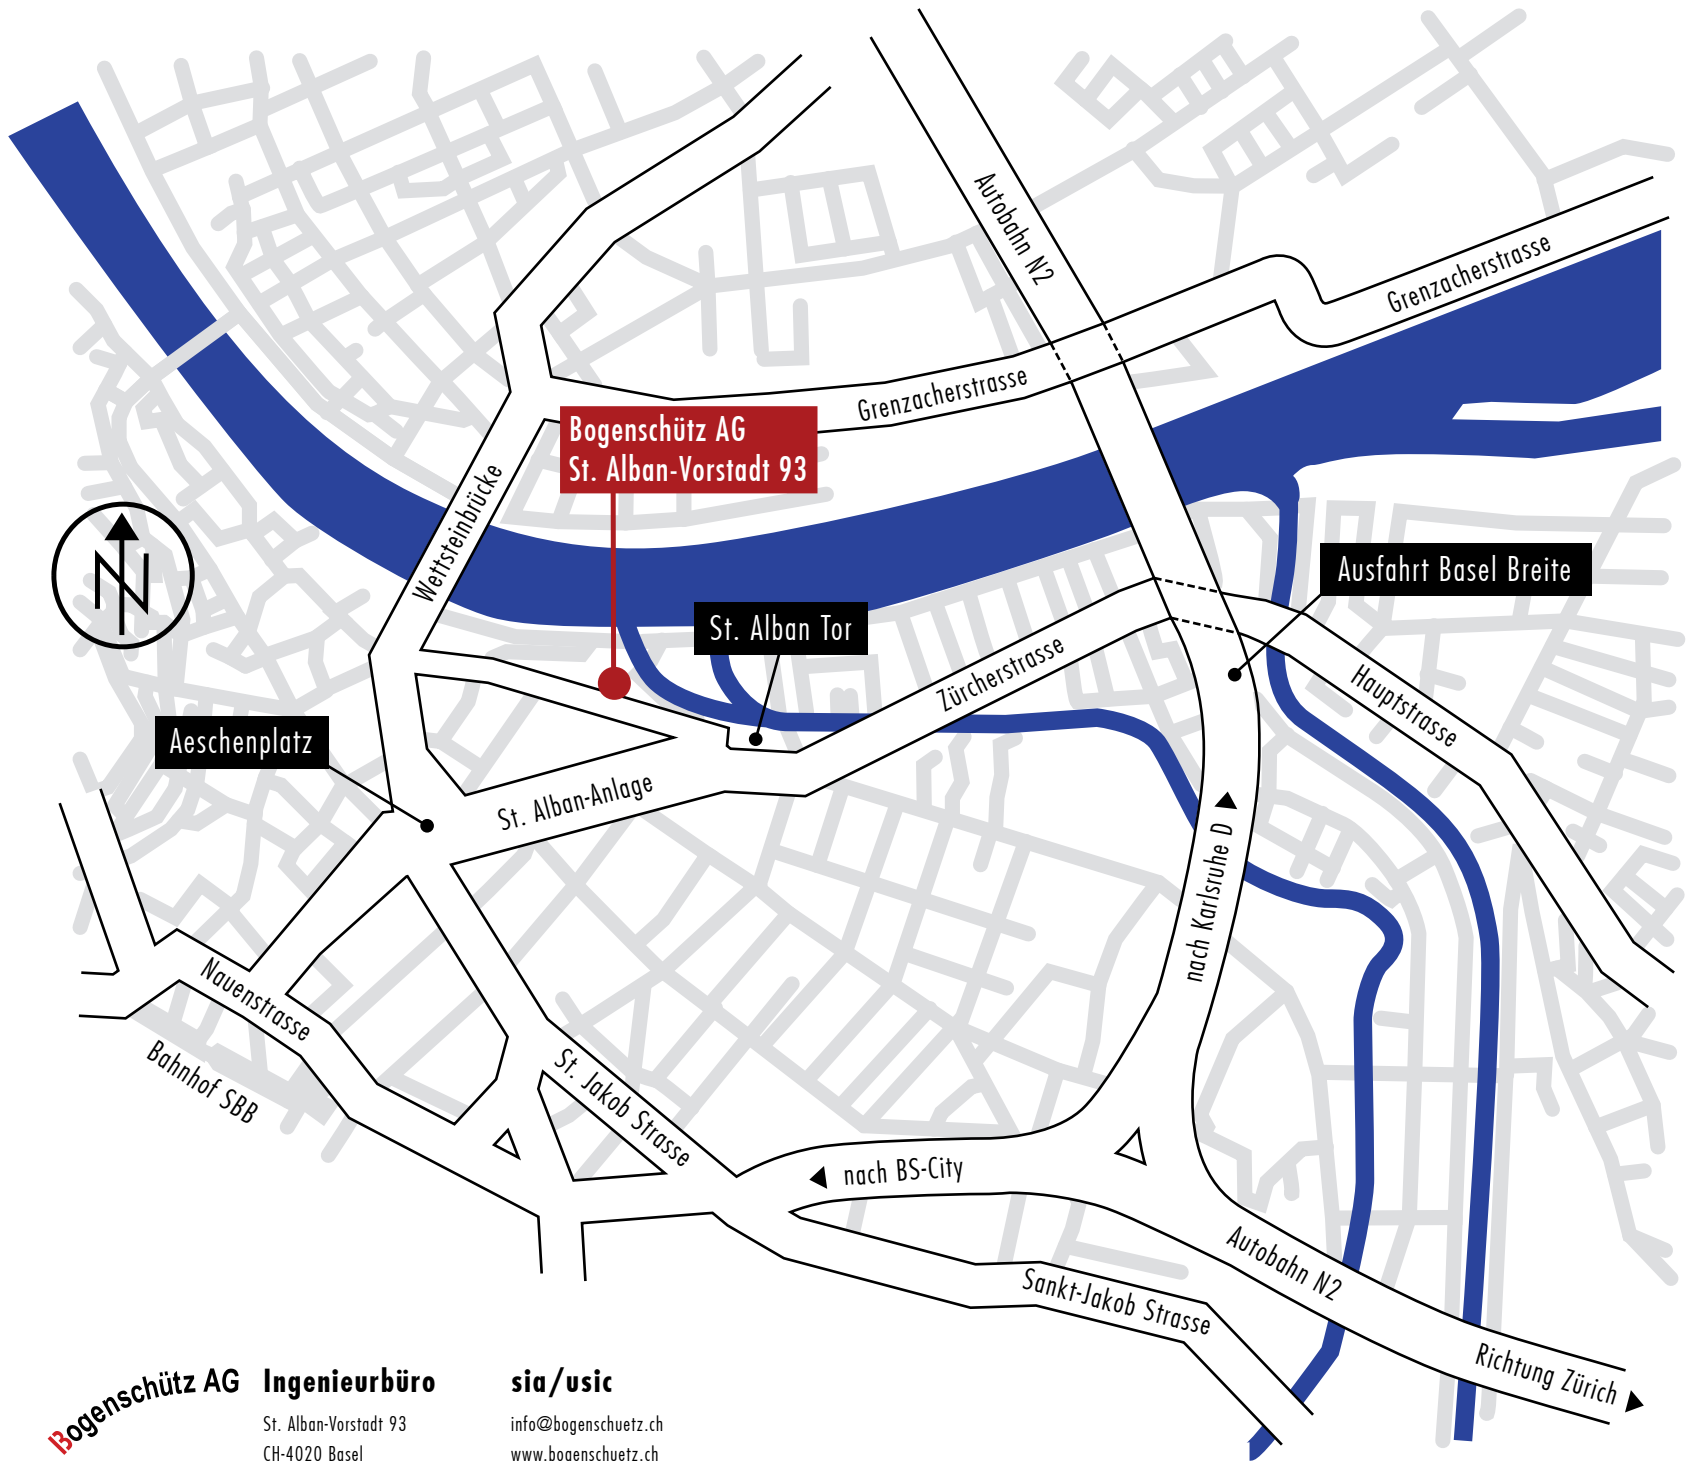 Autobahn N2
Grenzacherstrasse
Grenzacherstrasse
Bogenschütz AG
St. Alban-Vorstadt 93
Wettsteinbrücke
N
Ausfahrt Basel Breite
St. Alban Tor
Zürcherstrasse
Hauptstrasse
Aeschenplatz
St. Alban-Anlage
nach Karlsruhe D
Nauenstrasse
Bahnhof SBB
St. Jakob Strasse
nach BS-City
Autobahn N2
Sankt-Jakob Strasse
Richtung Zürich
Bogenschütz AG
Ingenieurbüro
St. Alban-Vorstadt 93
CH-4020 Basel
sia/usic
info@bogenschuetz.ch
www.bogenschuetz.ch